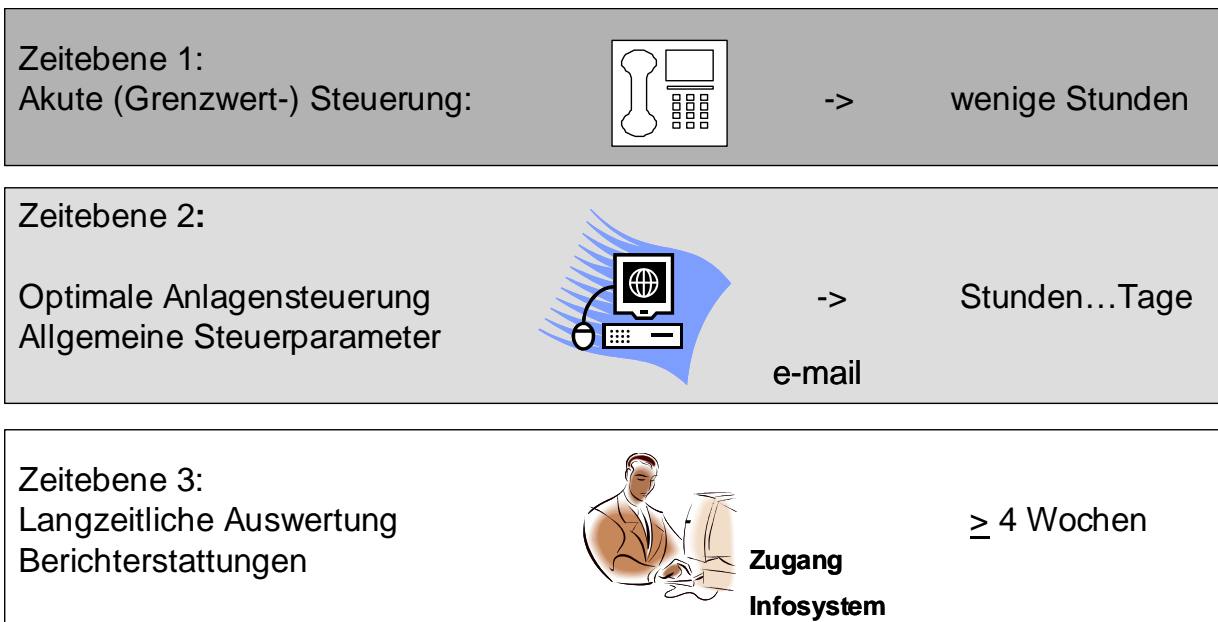 Zeitebene 1:
Akute (Grenzwert-) Steuerung: -> wenige Stunden
Zeitebene 2:
Optimale Anlagensteuerung -> Stunden…Tage
Allgemeine Steuerparameter
e-mail
Zeitebene 3:
Langzeitliche Auswertung ≥ 4 Wochen
Berichterstattungen Zugang
Infosystem